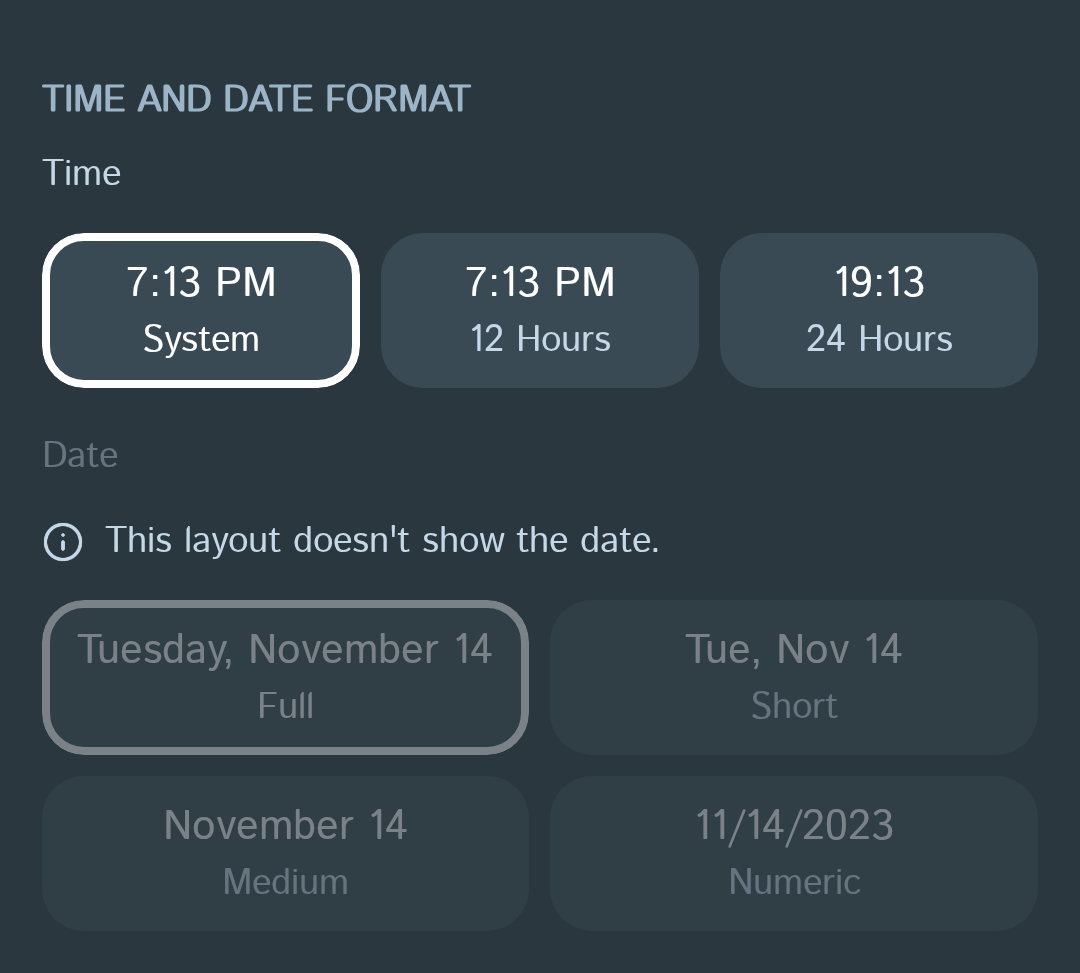 TIME AND DATE FORMAT
Time
7:13 PM
System
7:13 PM
12 Hours
19:13
24 Hours
Date
This layout doesn't show the date.
Tuesday, November 14
Full
Tue, Nov 14
Short
November 14
Medium
11/14/2023
Numeric